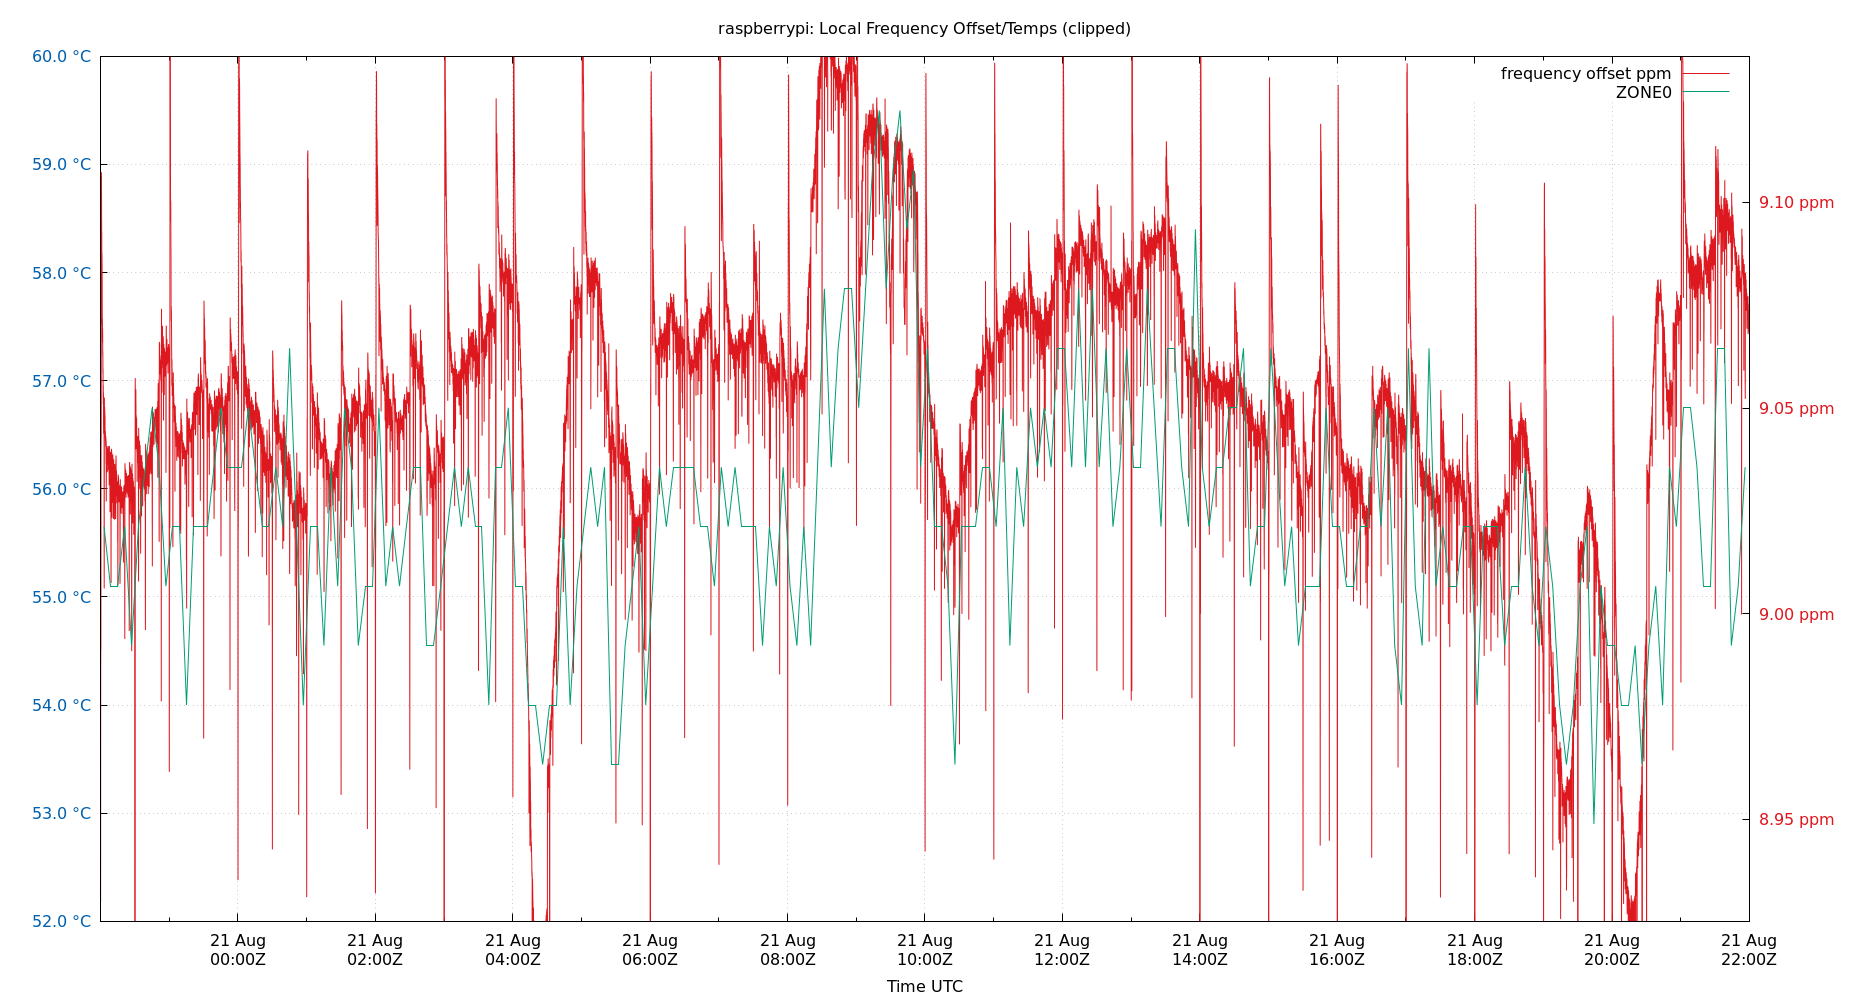 raspberrypi: Local Frequency Offset/Temps (clipped)
60.0 °C
59.0 °C
58.0 °C
57.0 °C
56.0 °C
55.0 °C
54.0 °C
53.0 °C
52.0 °C
frequency offset ppm
ZONE0
9.10 ppm
9.05 ppm
9.00 ppm
8.95 ppm
21 Aug 21 Aug 21 Aug 21 Aug 21 Aug 21 Aug 21 Aug 21 Aug 21 Aug 21 Aug 21 Aug 21 Aug
00:00Z 02:00Z 04:00Z 06:00Z 08:00Z 10:00Z 12:00Z 14:00Z 16:00Z 18:00Z 20:00Z 22:00Z
Time UTC